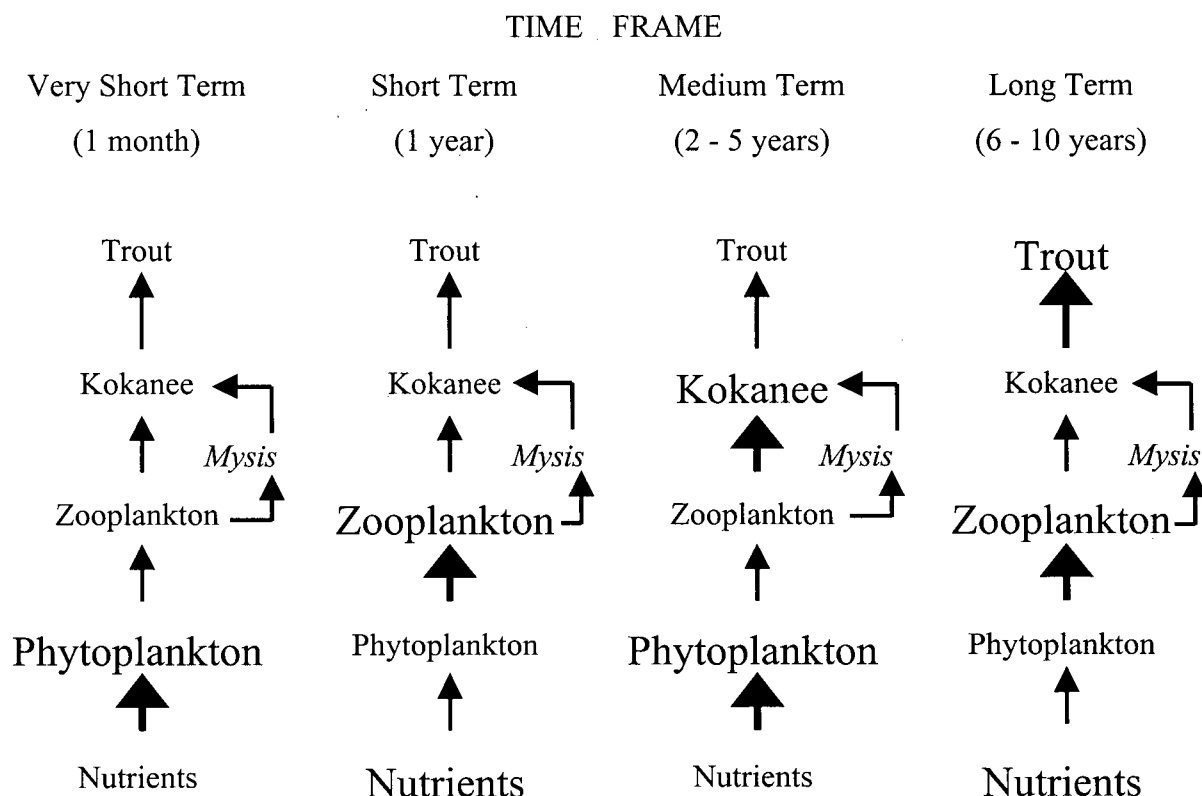 TIME FRAME
Very Short Term Short Term Medium Term Long Term
(1 month) (1 year) (2 - 5 years) (6 - 10 years)
Trout Trout Trout Trout
Kokanee Kokanee Kokanee Kokanee
Mysis Mysis Mysis Mysis
Zooplankton Zooplankton Zooplankton Zooplankton
Phytoplankton Phytoplankton Phytoplankton Phytoplankton
Nutrients Nutrients Nutrients Nutrients